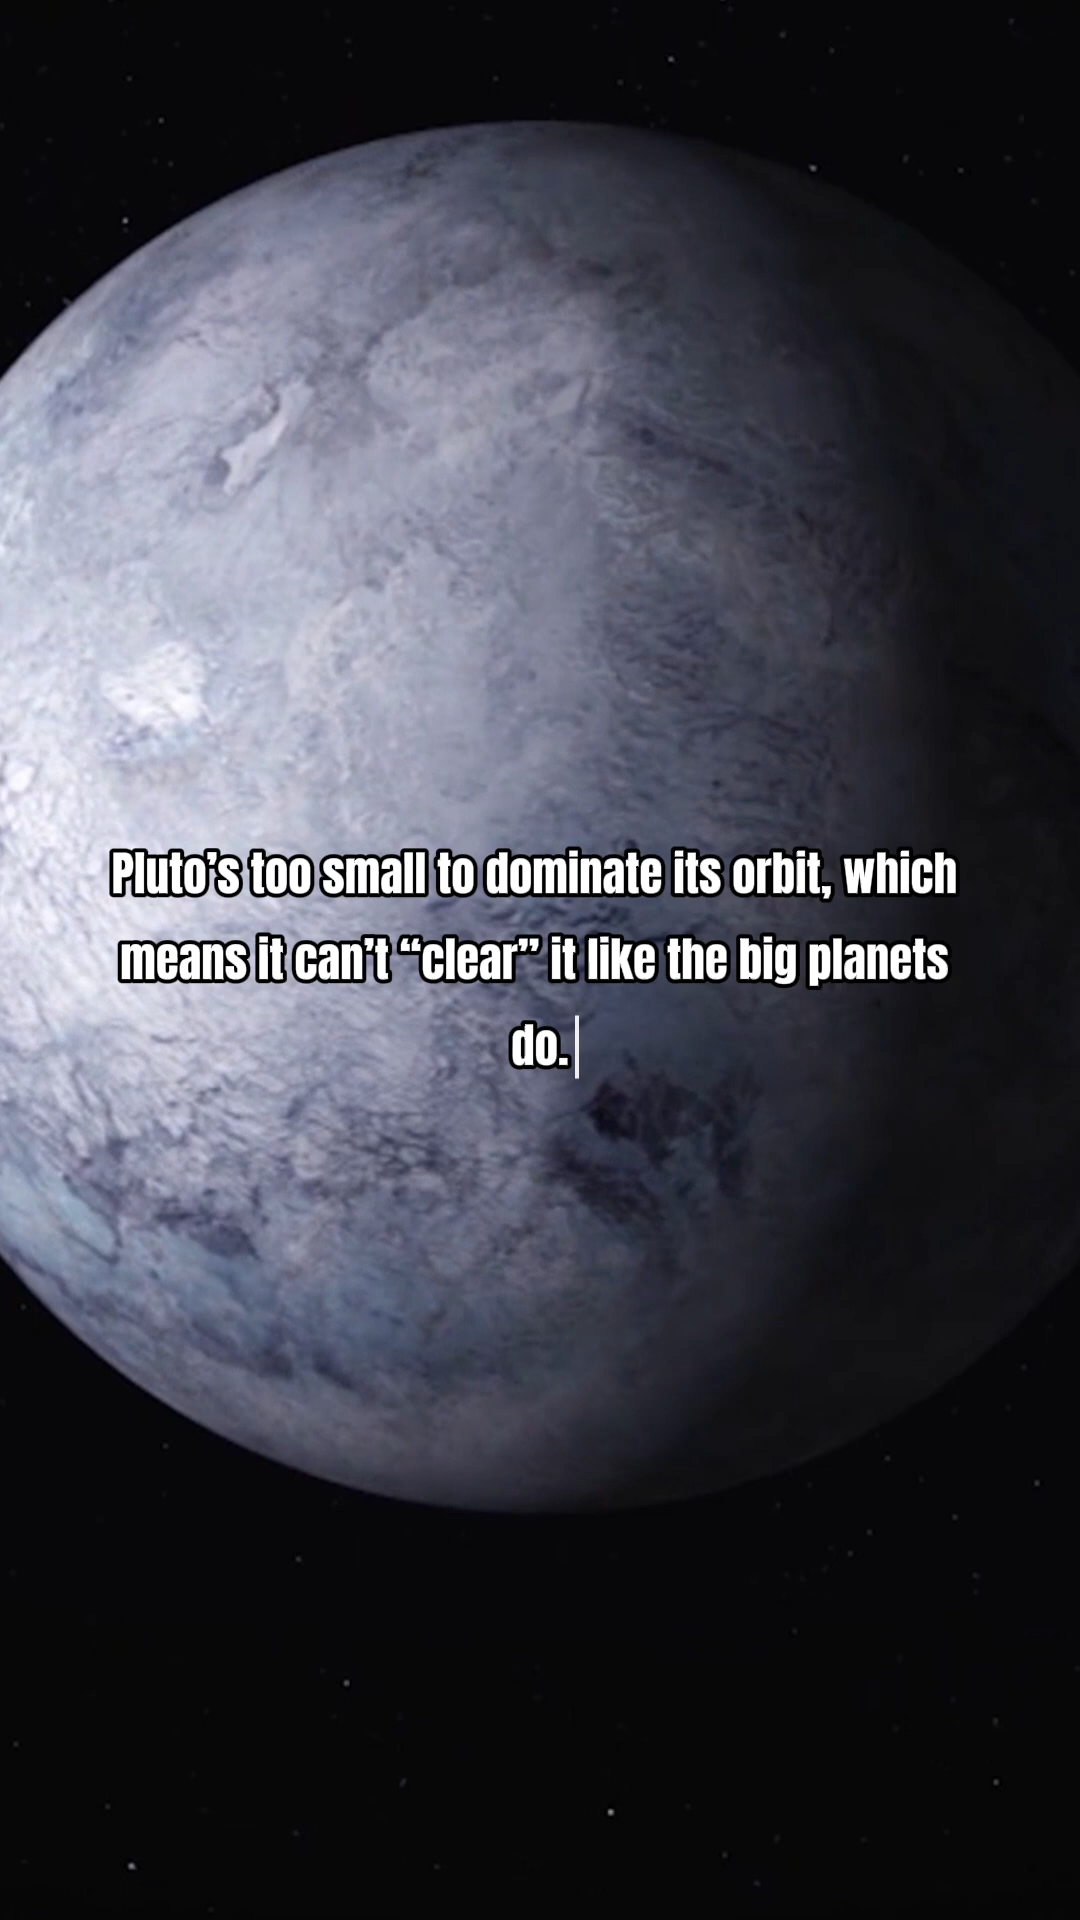 Pluto’s too small to dominate its orbit, which
means it can’t “clear” it like the big planets
do.